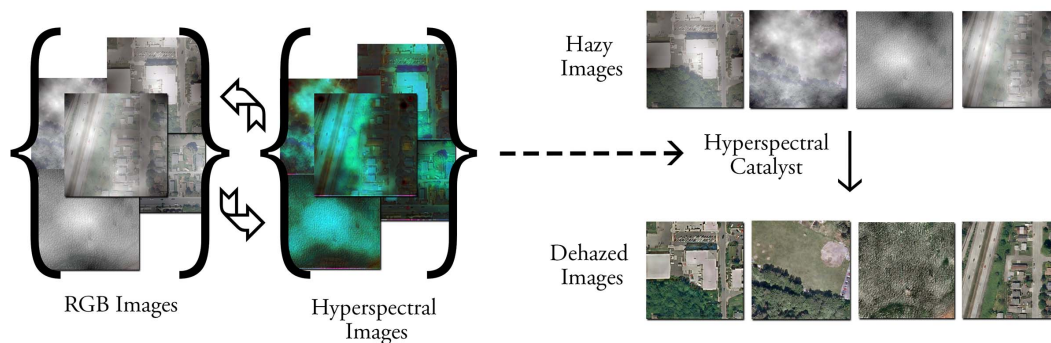 RGB Images
Hyperspectral
Images
Hazy
Images
Hyperspectral
Catalyst
Dehazed
Images